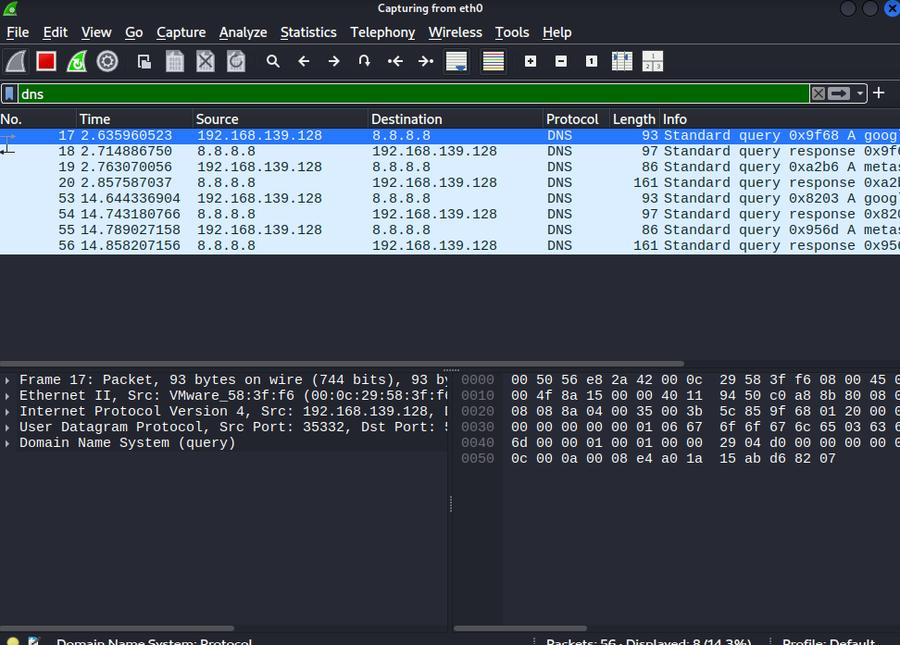 Capturing from eth0
File Edit View Go Capture Analyze Statistics Telephony Wireless Tools Help
dns
No. Time Source Destination Protocol Length Info
17 2.635960523 192.168.139.128 8.8.8.8 DNS 93 Standard query 0x9f68 A goog
18 2.714886750 8.8.8.8 192.168.139.128 DNS 97 Standard query response 0x9f6
19 2.763070056 192.168.139.128 8.8.8.8 DNS 86 Standard query 0xa2b6 A metas
20 2.857587037 8.8.8.8 192.168.139.128 DNS 161 Standard query response 0xa2b
53 14.644336904 192.168.139.128 8.8.8.8 DNS 93 Standard query 0x8203 A goog
54 14.743180766 8.8.8.8 192.168.139.128 DNS 97 Standard query response 0x820
55 14.789027158 192.168.139.128 8.8.8.8 DNS 86 Standard query 0x956d A metas
56 14.858207156 8.8.8.8 192.168.139.128 DNS 161 Standard query response 0x956
Frame 17: Packet, 93 bytes on wire (744 bits), 93 by
Ethernet II, Src: VMware_58:3f:f6 (00:0c:29:58:3f:f6
Internet Protocol Version 4, Src: 192.168.139.128, D
User Datagram Protocol, Src Port: 35332, Dst Port: 5
Domain Name System (query)
0000 00 50 56 e8 2a 42 00 0c 29 58 3f f6 08 00 45 0
0010 00 4f 8a 15 00 00 40 11 94 50 c0 a8 8b 80 08 0
0020 08 08 8a 04 00 35 00 3b 5c 85 9f 68 01 20 00 0
0030 00 00 00 00 00 01 06 67 6f 6f 67 6c 65 03 63 6
0040 6d 00 00 01 00 01 00 00 29 04 d0 00 00 00 00 0
0050 0c 00 0a 00 08 e4 a0 1a 15 ab d6 82 07
Domain Name System: Protocol
Packets: 56 · Displayed: 8 (14.3%)
Profile: Default